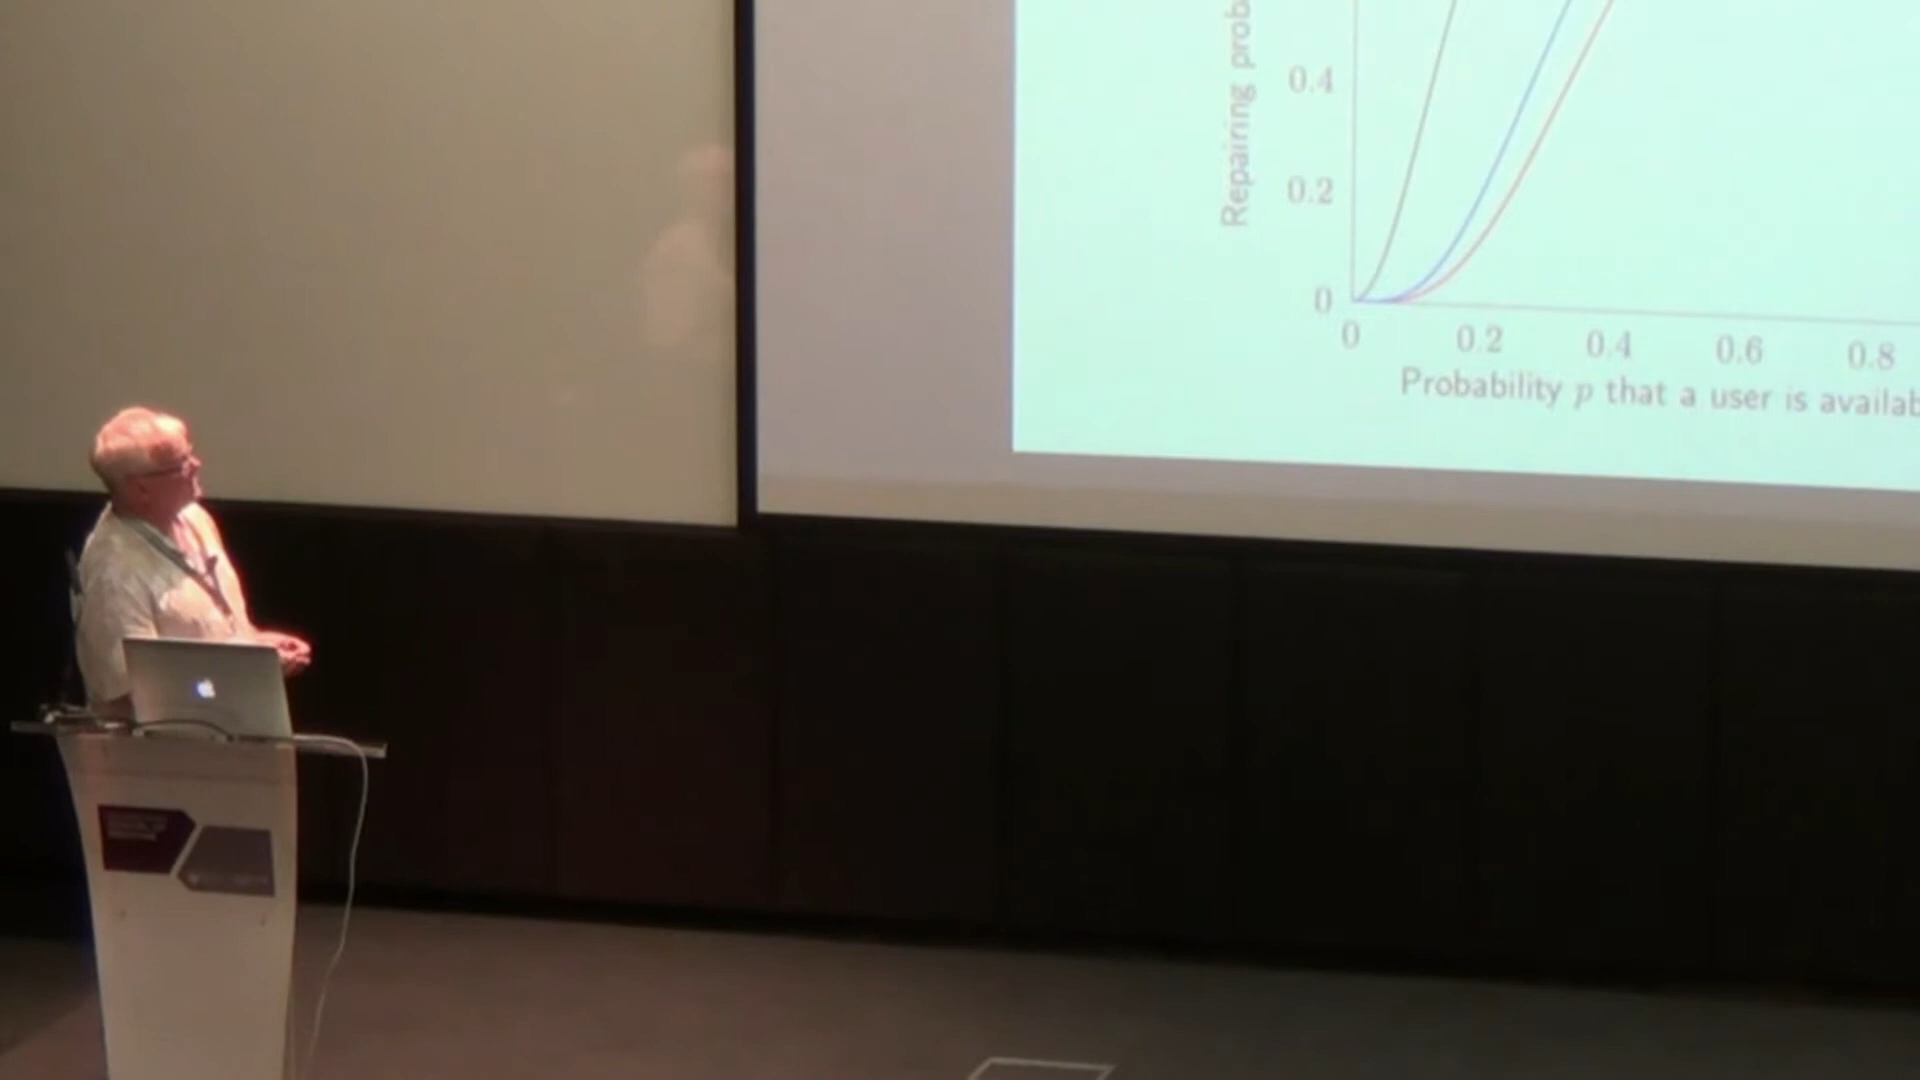 Repairing prob
0.4
0.2
0
0 0.2 0.4 0.6 0.8
Probability p that a user is availab